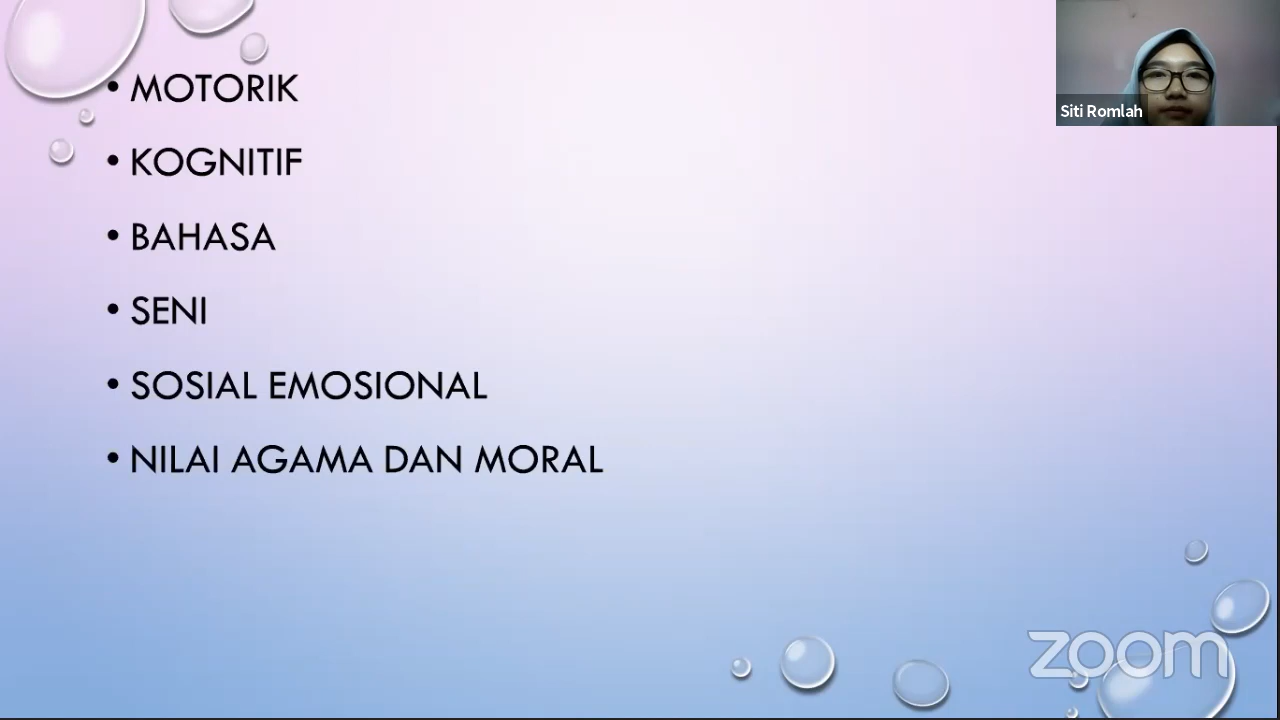 • MOTORIK
• KOGNITIF
• BAHASA
• SENI
• SOSIAL EMOSIONAL
• NILAI AGAMA DAN MORAL
Siti Romlah
zoom